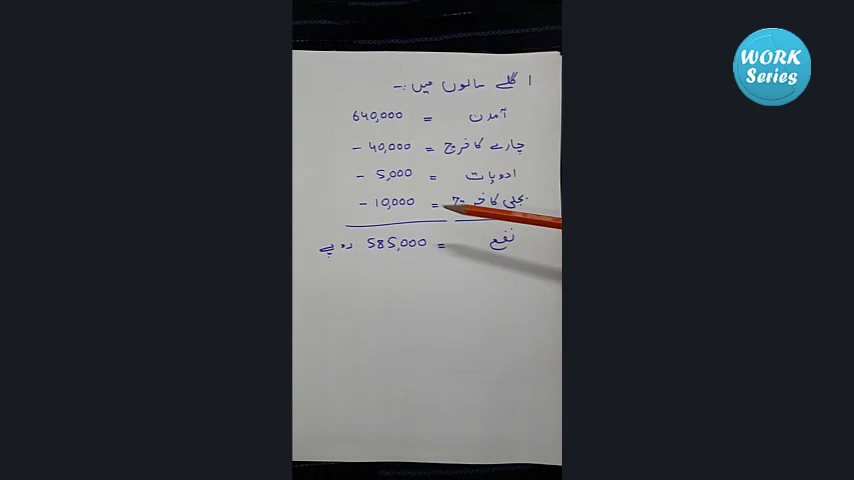 اگلے سالوں میں :-
آمدن = 640,000
چارے کا خرچ = 40,000 -
ادویات = 5,000 -
بجلی کا خرچ = 10,000 -
نفع = 585,000 روپے
WORK
Series